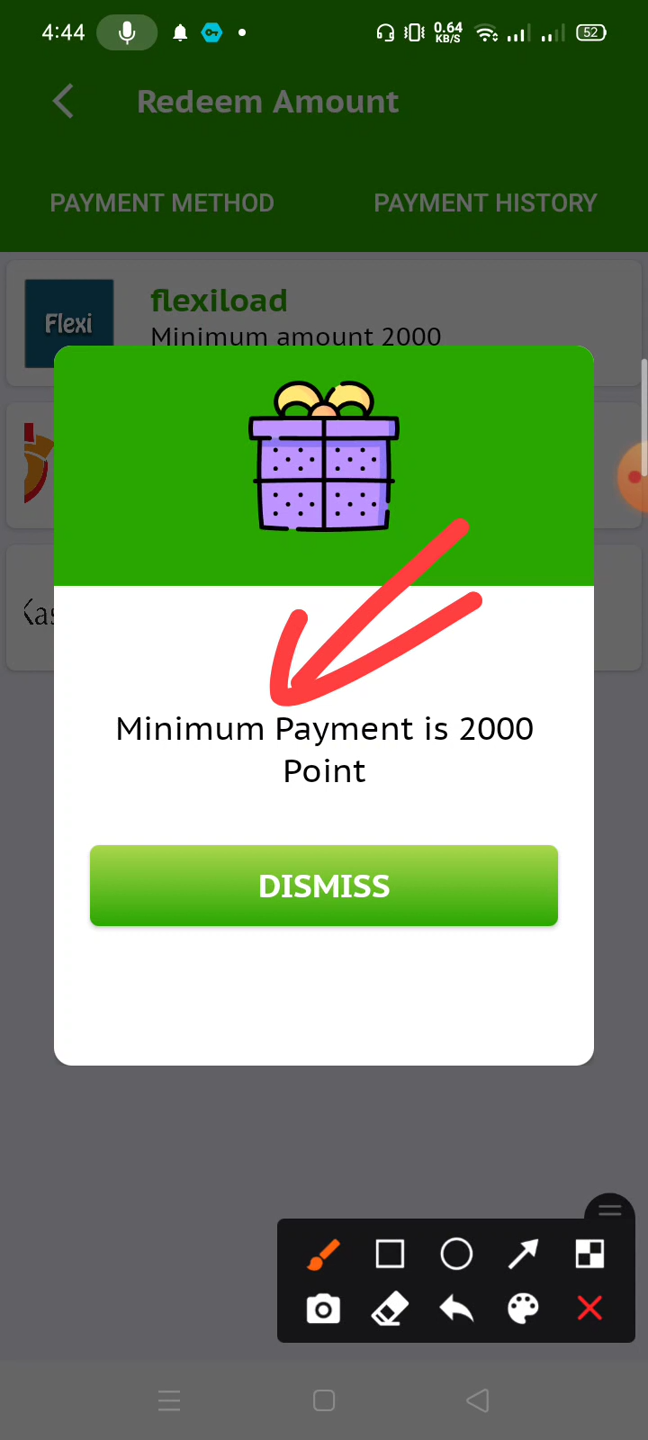 4:44
0.64
KB/S
52
Redeem Amount
PAYMENT METHOD
PAYMENT HISTORY
Flexi
flexiload
Minimum amount 2000
Minimum Payment is 2000
Point
DISMISS